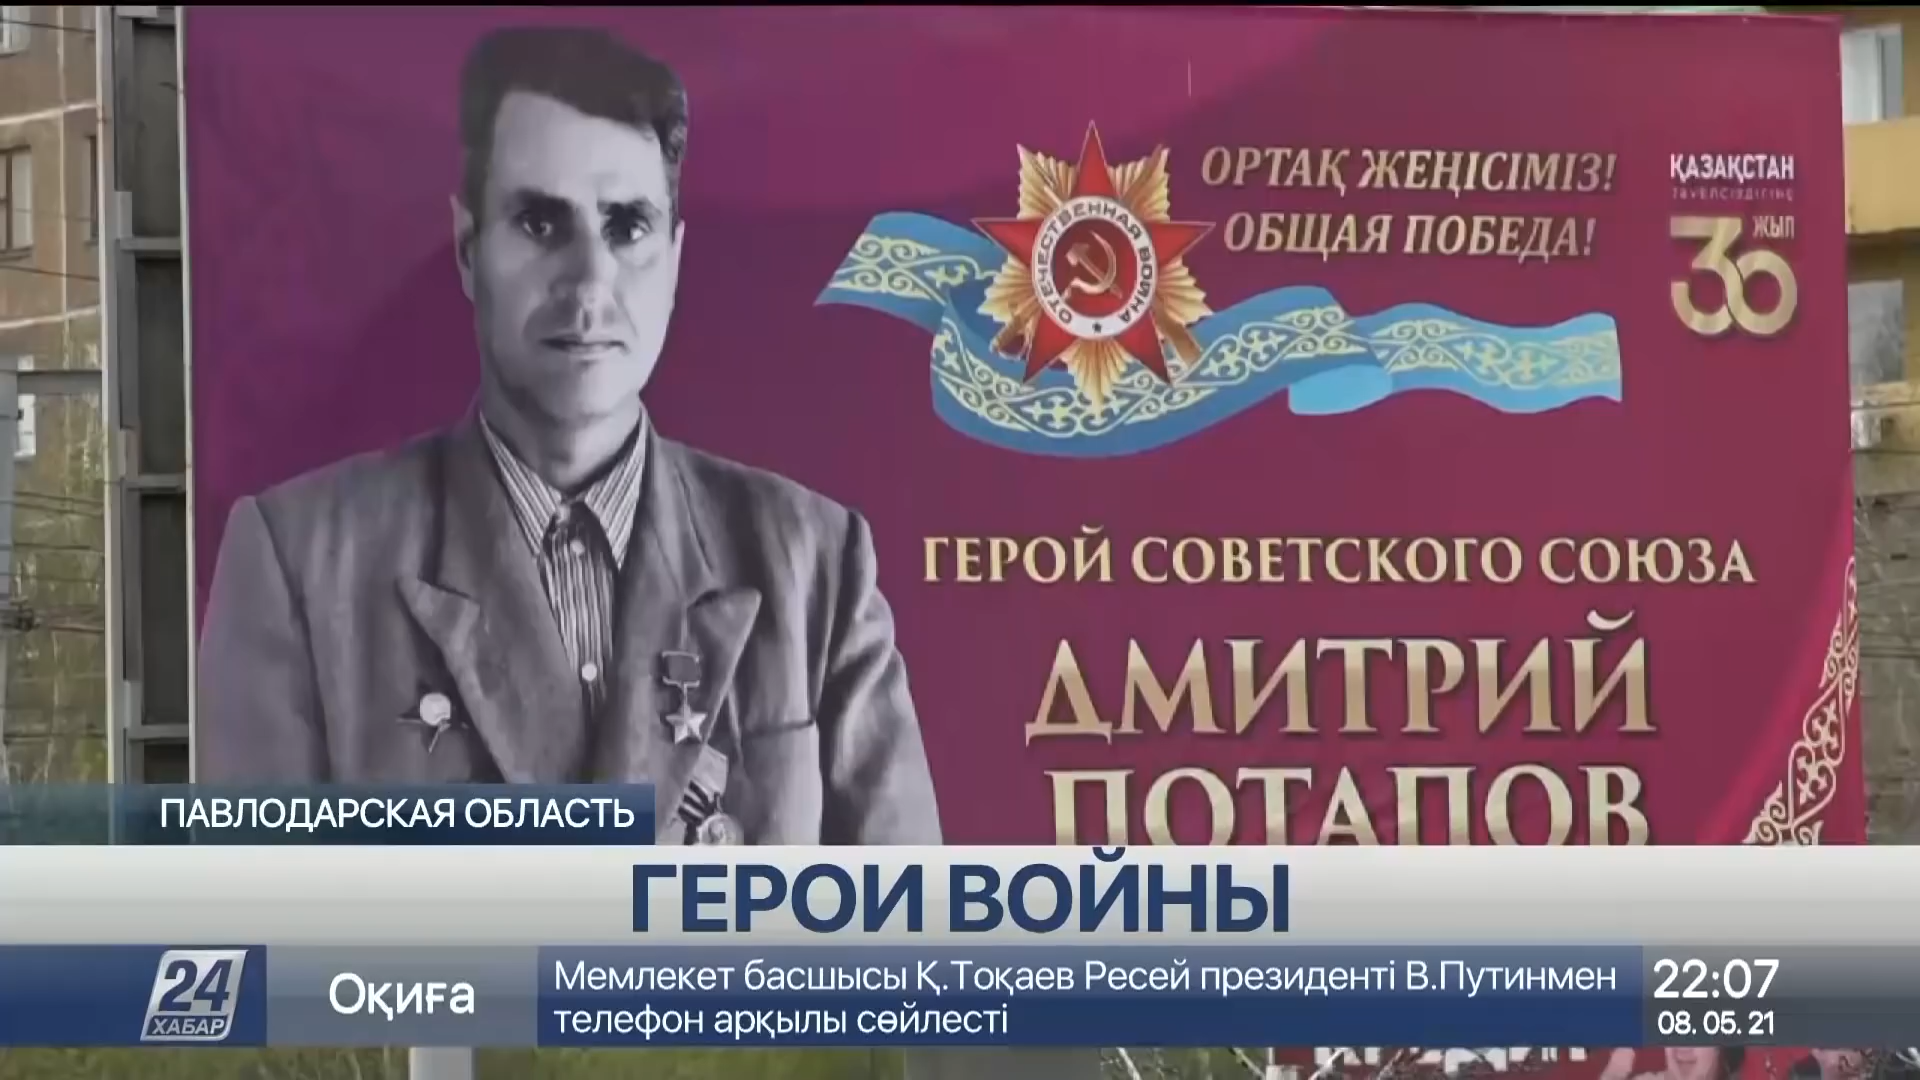 ОРТАҚ ЖЕҢІСІМІЗ!
ОБЩАЯ ПОБЕДА!
ҚАЗАҚСТАН
ТӘУЕЛСІЗДІГІНЕ
30 ЖЫЛ
ОТЕЧЕСТВЕННАЯ ВОЙНА
ГЕРОЙ СОВЕТСКОГО СОЮЗА
ДМИТРИЙ
ПОТАПОВ
ПАВЛОДАРСКАЯ ОБЛАСТЬ
ГЕРОИ ВОЙНЫ
24
ХАБАР
Оқиға
Мемлекет басшысы Қ.Тоқаев Ресей президенті В.Путинмен
телефон арқылы сөйлесті
22:07
08.05.21